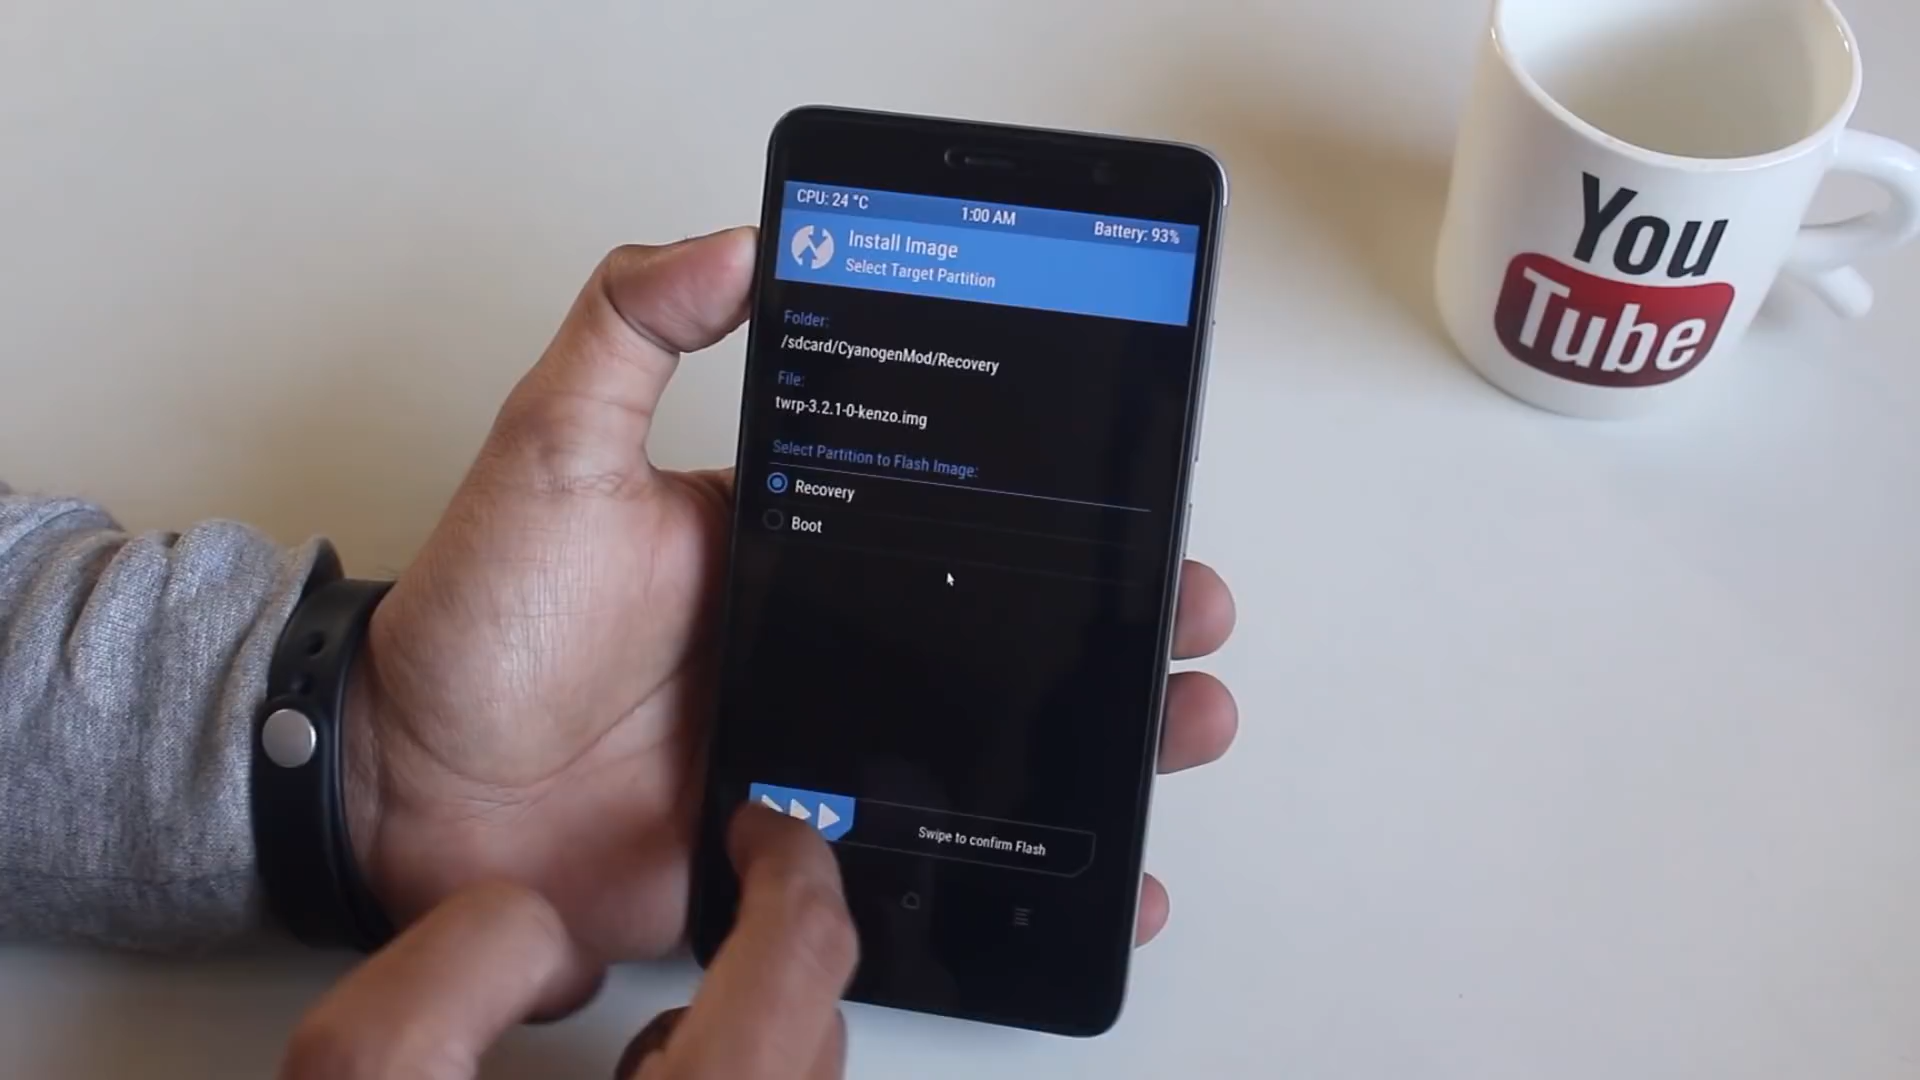 CPU: 24 °C
1:00 AM
Battery: 93%
Install Image
Select Target Partition
Folder:
/sdcard/CyanogenMod/Recovery
File:
twrp-3.2.1-0-kenzo.img
Select Partition to Flash Image:
Recovery
Boot
Swipe to confirm Flash
You
Tube